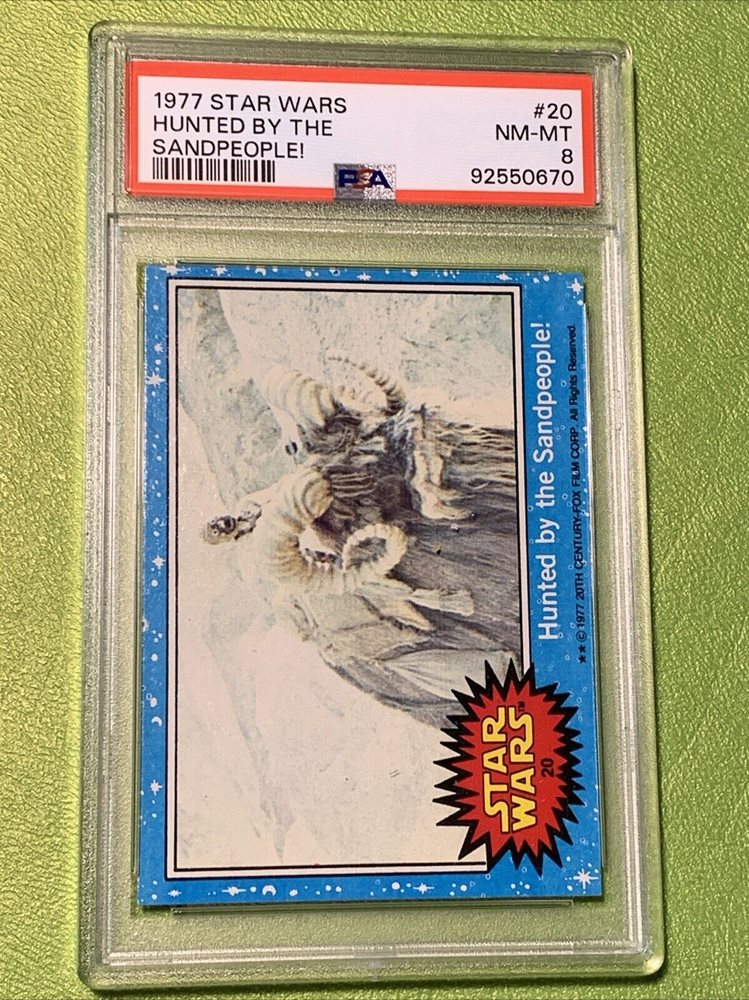 1977 STAR WARS
HUNTED BY THE
SANDPEOPLE!
#20
NM-MT
8
92550670
PSA
Hunted by the Sandpeople!
★★ © 1977 20TH CENTURY-FOX FILM CORP. All Rights Reserved.
STAR
WARS™
20